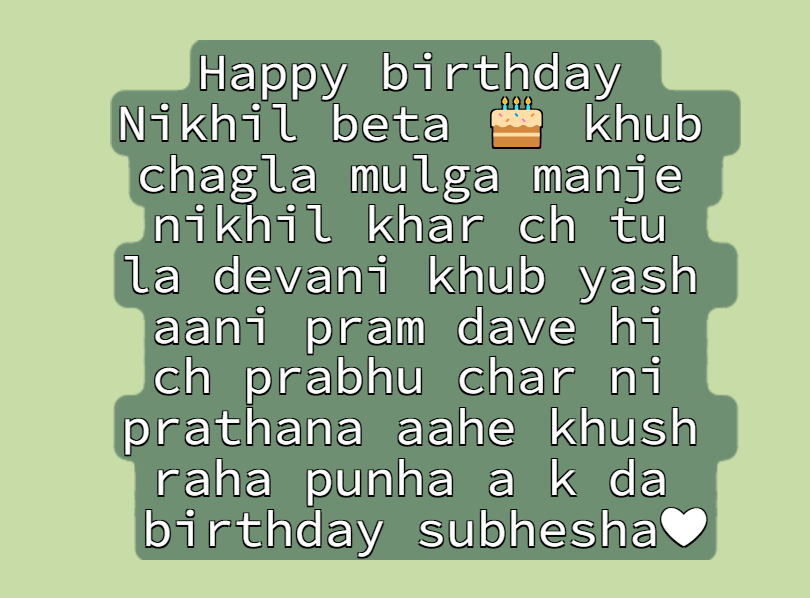 Happy birthday
Nikhil beta 🎂 khub
chagla mulga manje
nikhil khar ch tu
la devani khub yash
aani pram dave hi
ch prabhu char ni
prathana aahe khush
raha punha a k da
birthday subhesha🤍